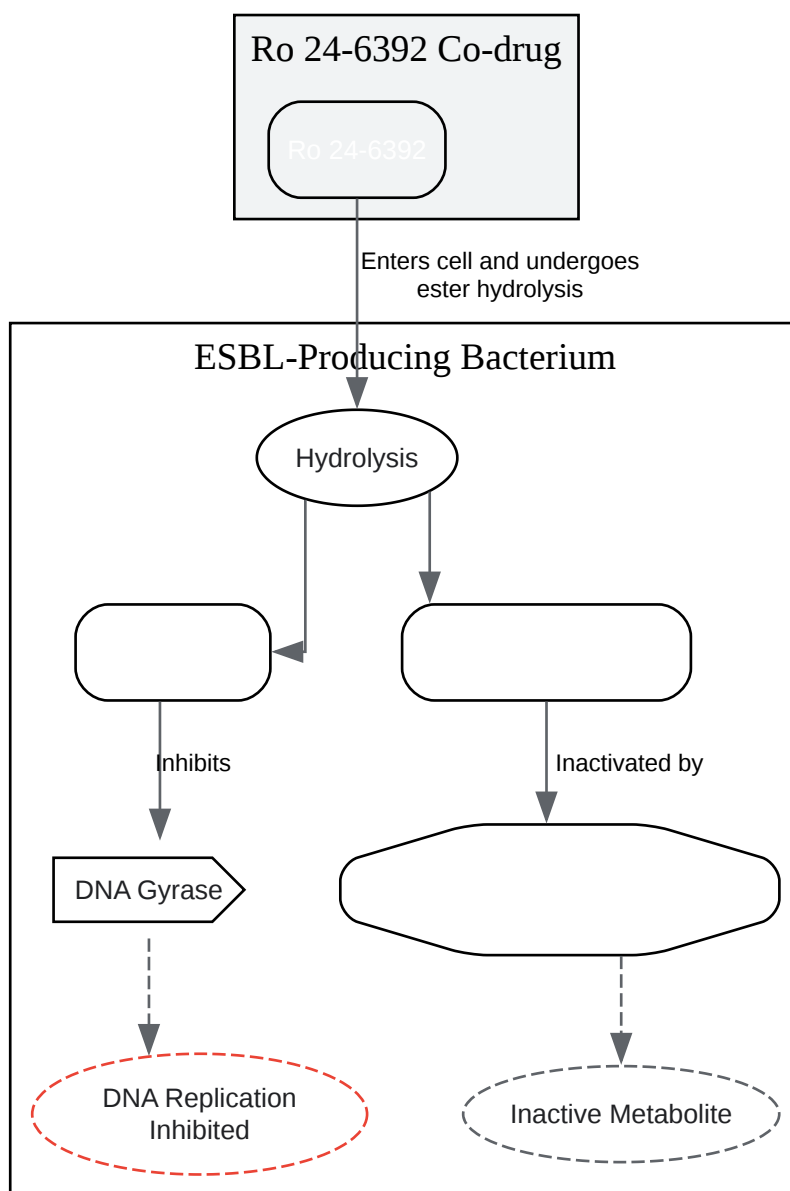 Ro 24-6392 Co-drug
Ro 24-6392
Enters cell and undergoes
ester hydrolysis
ESBL-Producing Bacterium
Hydrolysis
Inhibits
Inactivated by
DNA Gyrase
DNA Replication
Inhibited
Inactive Metabolite